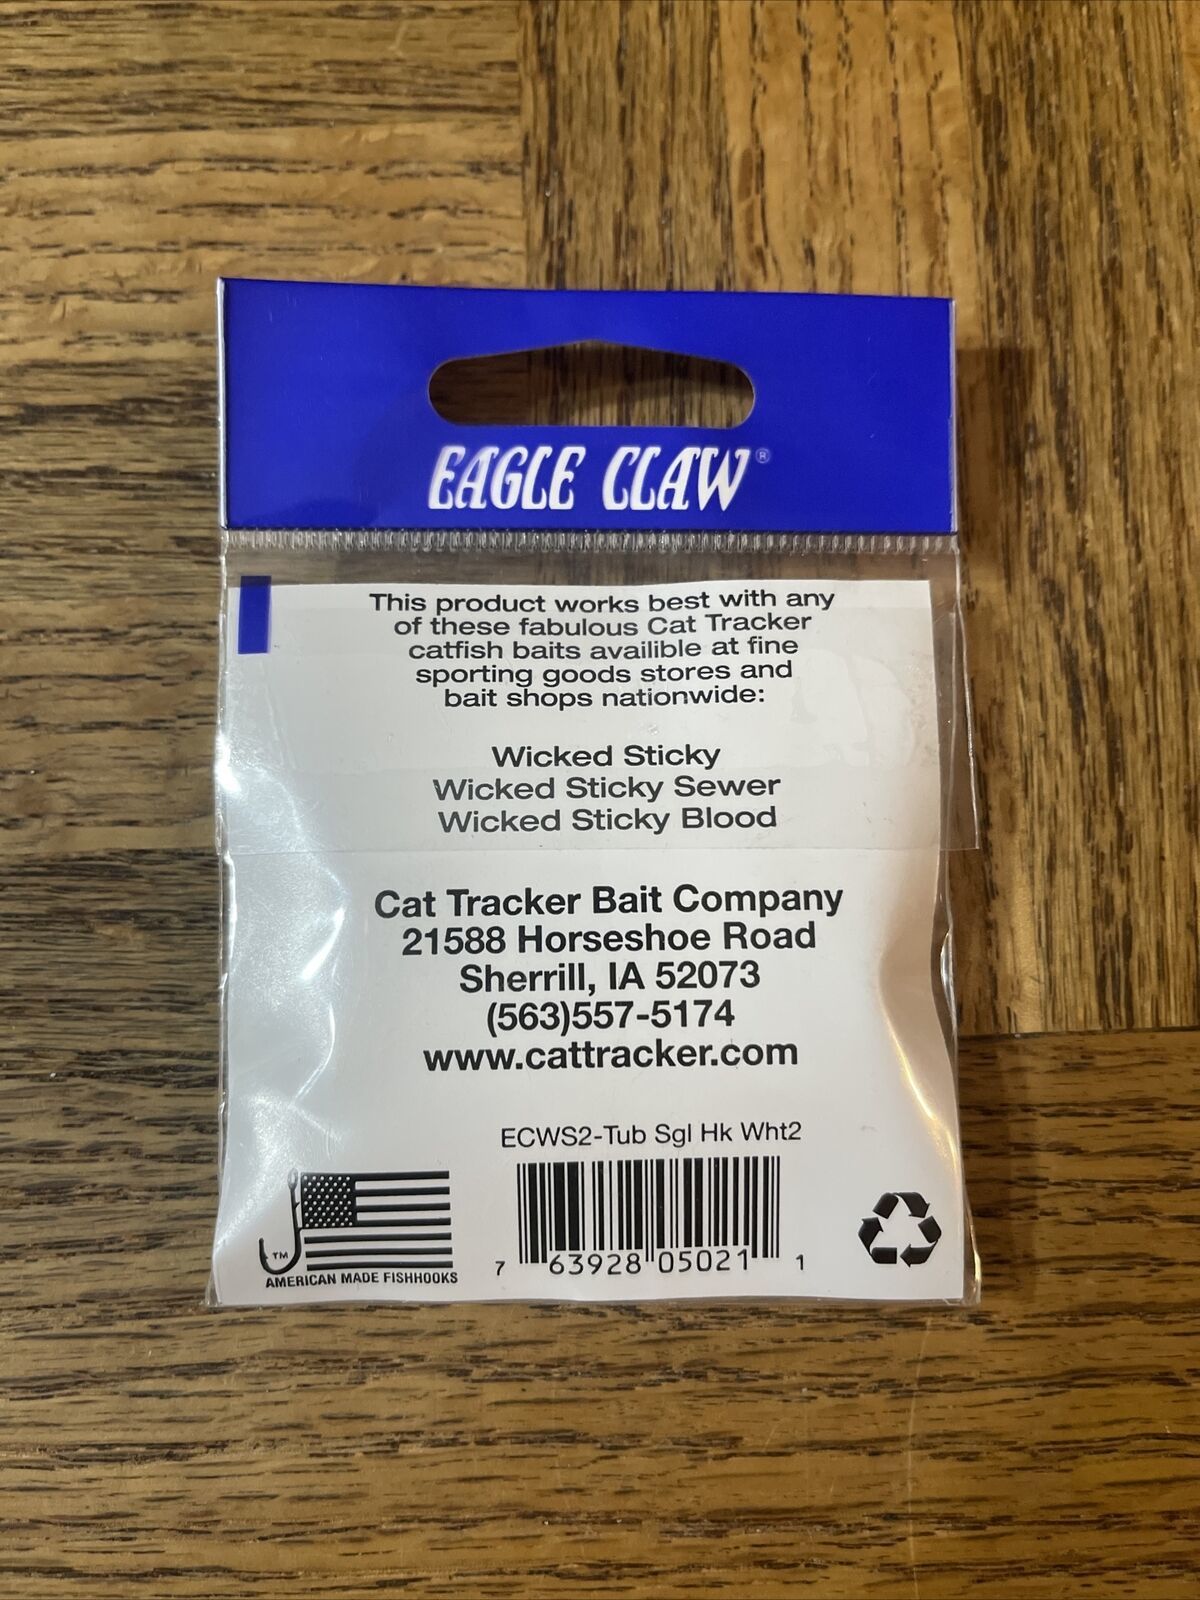 EAGLE CLAW®
This product works best with any
of these fabulous Cat Tracker
catfish baits availible at fine
sporting goods stores and
bait shops nationwide:
Wicked Sticky
Wicked Sticky Sewer
Wicked Sticky Blood
Cat Tracker Bait Company
21588 Horseshoe Road
Sherrill, IA 52073
(563)557-5174
www.cattracker.com
ECWS2-Tub Sgl Hk Wht2
TM
AMERICAN MADE FISHHOOKS
7 63928 05021 1